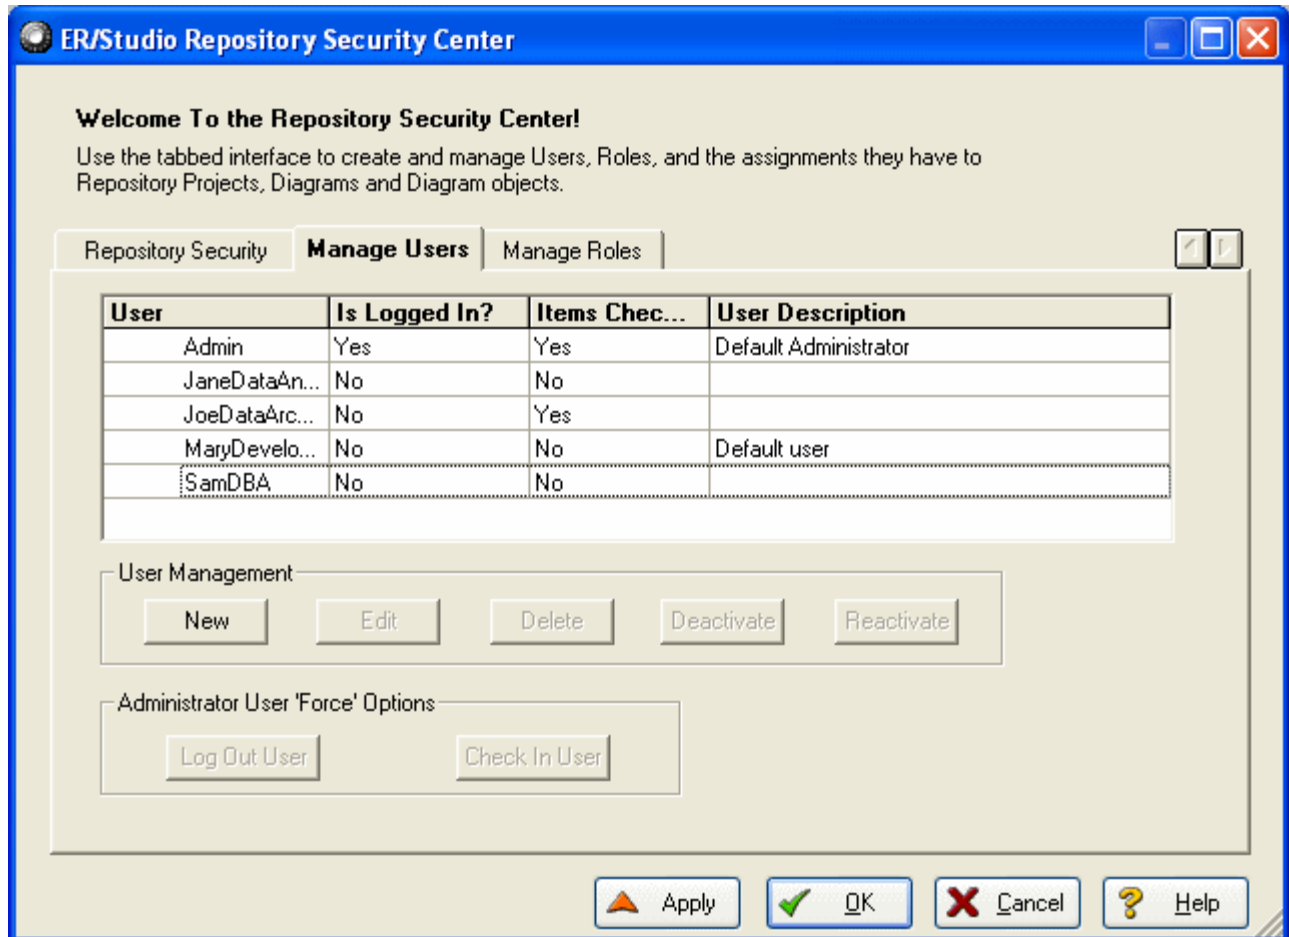 ER/Studio Repository Security Center
Welcome To the Repository Security Center!
Use the tabbed interface to create and manage Users, Roles, and the assignments they have to
Repository Projects, Diagrams and Diagram objects.
Repository Security Manage Users Manage Roles
User Is Logged In? Items Chec... User Description
Admin Yes Yes Default Administrator
JaneDataAn... No No
JoeDataArc... No Yes
MaryDevelo... No No Default user
SamDBA No No
User Management
New Edit Delete Deactivate Reactivate
Administrator User 'Force' Options
Log Out User Check In User
Apply OK Cancel Help